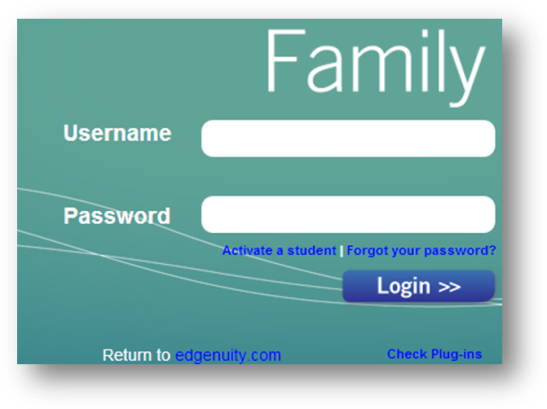 Family
Username
Password
Activate a student | Forgot your password?
Login >>
Return to edgenuity.com
Check Plug-ins